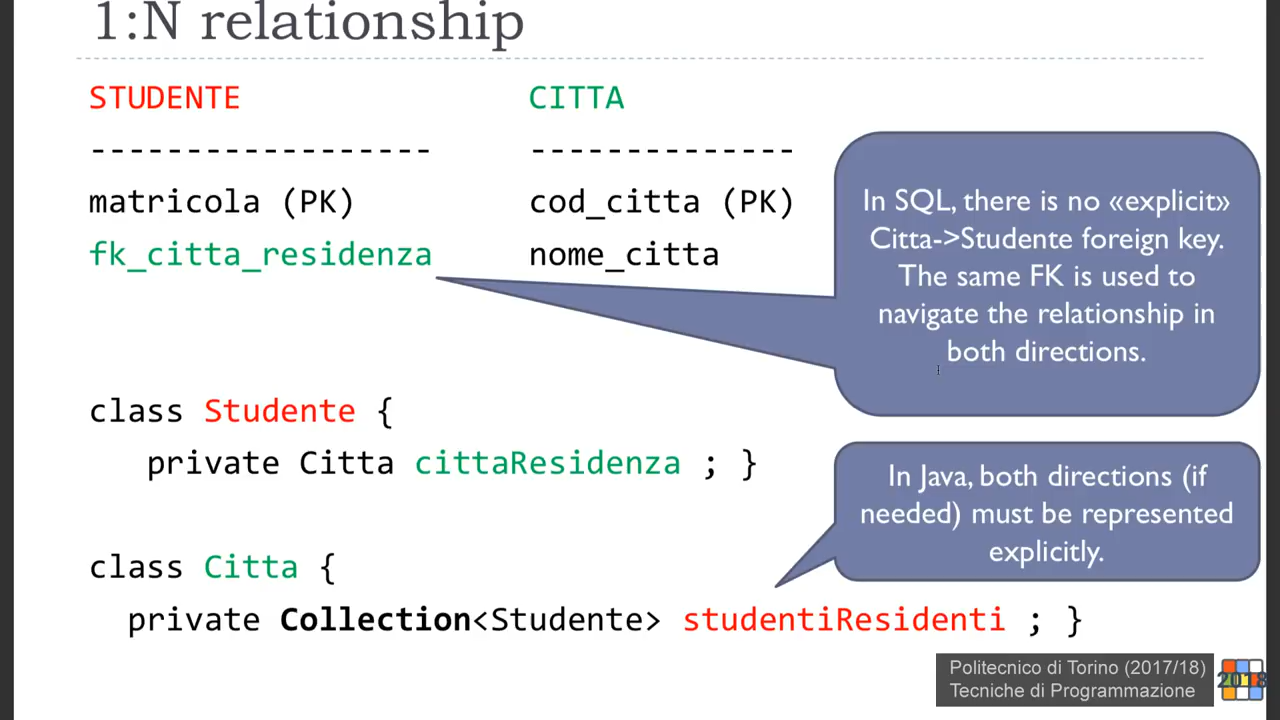 1:N relationship
STUDENTE
------------------
matricola (PK)
fk_citta_residenza
CITTA
--------------
cod_citta (PK)
nome_citta
In SQL, there is no «explicit»
Citta->Studente foreign key.
The same FK is used to
navigate the relationship in
both directions.
class Studente {
private Citta cittaResidenza ; }
class Citta {
private Collection<Studente> studentiResidenti ; }
In Java, both directions (if
needed) must be represented
explicitly.
Politecnico di Torino (2017/18)
Tecniche di Programmazione
2018